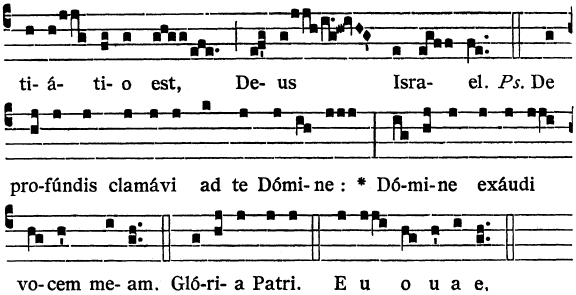 ti- á- ti- o est, De- us Isra- el. Ps. De
pro-fúndis clamávi ad te Dómi-ne : * Dó-mi-ne exáudi
vo-cem me- am. Gló-ri- a Patri. E u o u a e,